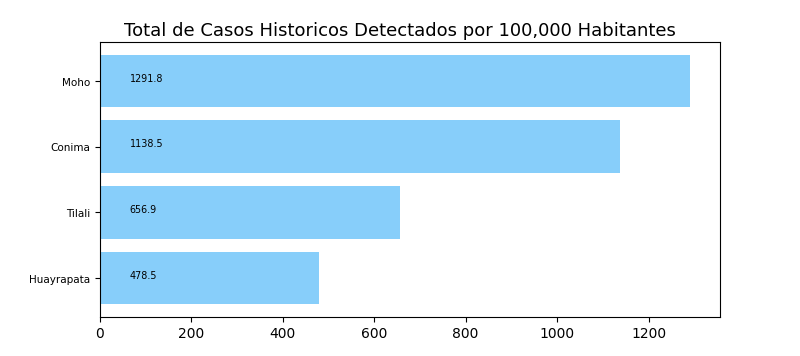 Total de Casos Historicos Detectados por 100,000 Habitantes
Moho 1291.8
Conima 1138.5
Tilali 656.9
Huayrapata 478.5
0 200 400 600 800 1000 1200